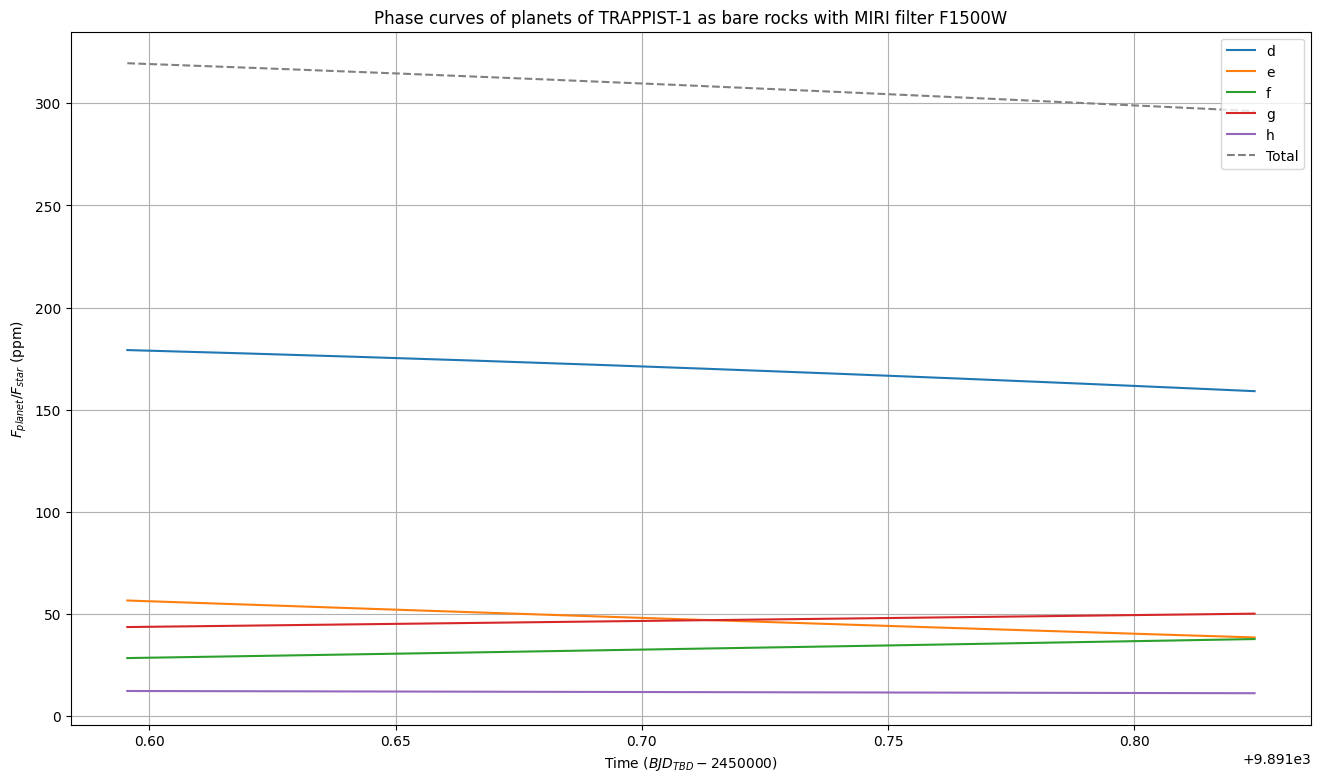 Phase curves of planets of TRAPPIST-1 as bare rocks with MIRI filter F1500W
d
e
f
g
h
Total
300
250
200
150
100
50
0
F_planet/F_star (ppm)
0.60 0.65 0.70 0.75 0.80
+9.891e3
Time (BJD_TBD − 2450000)